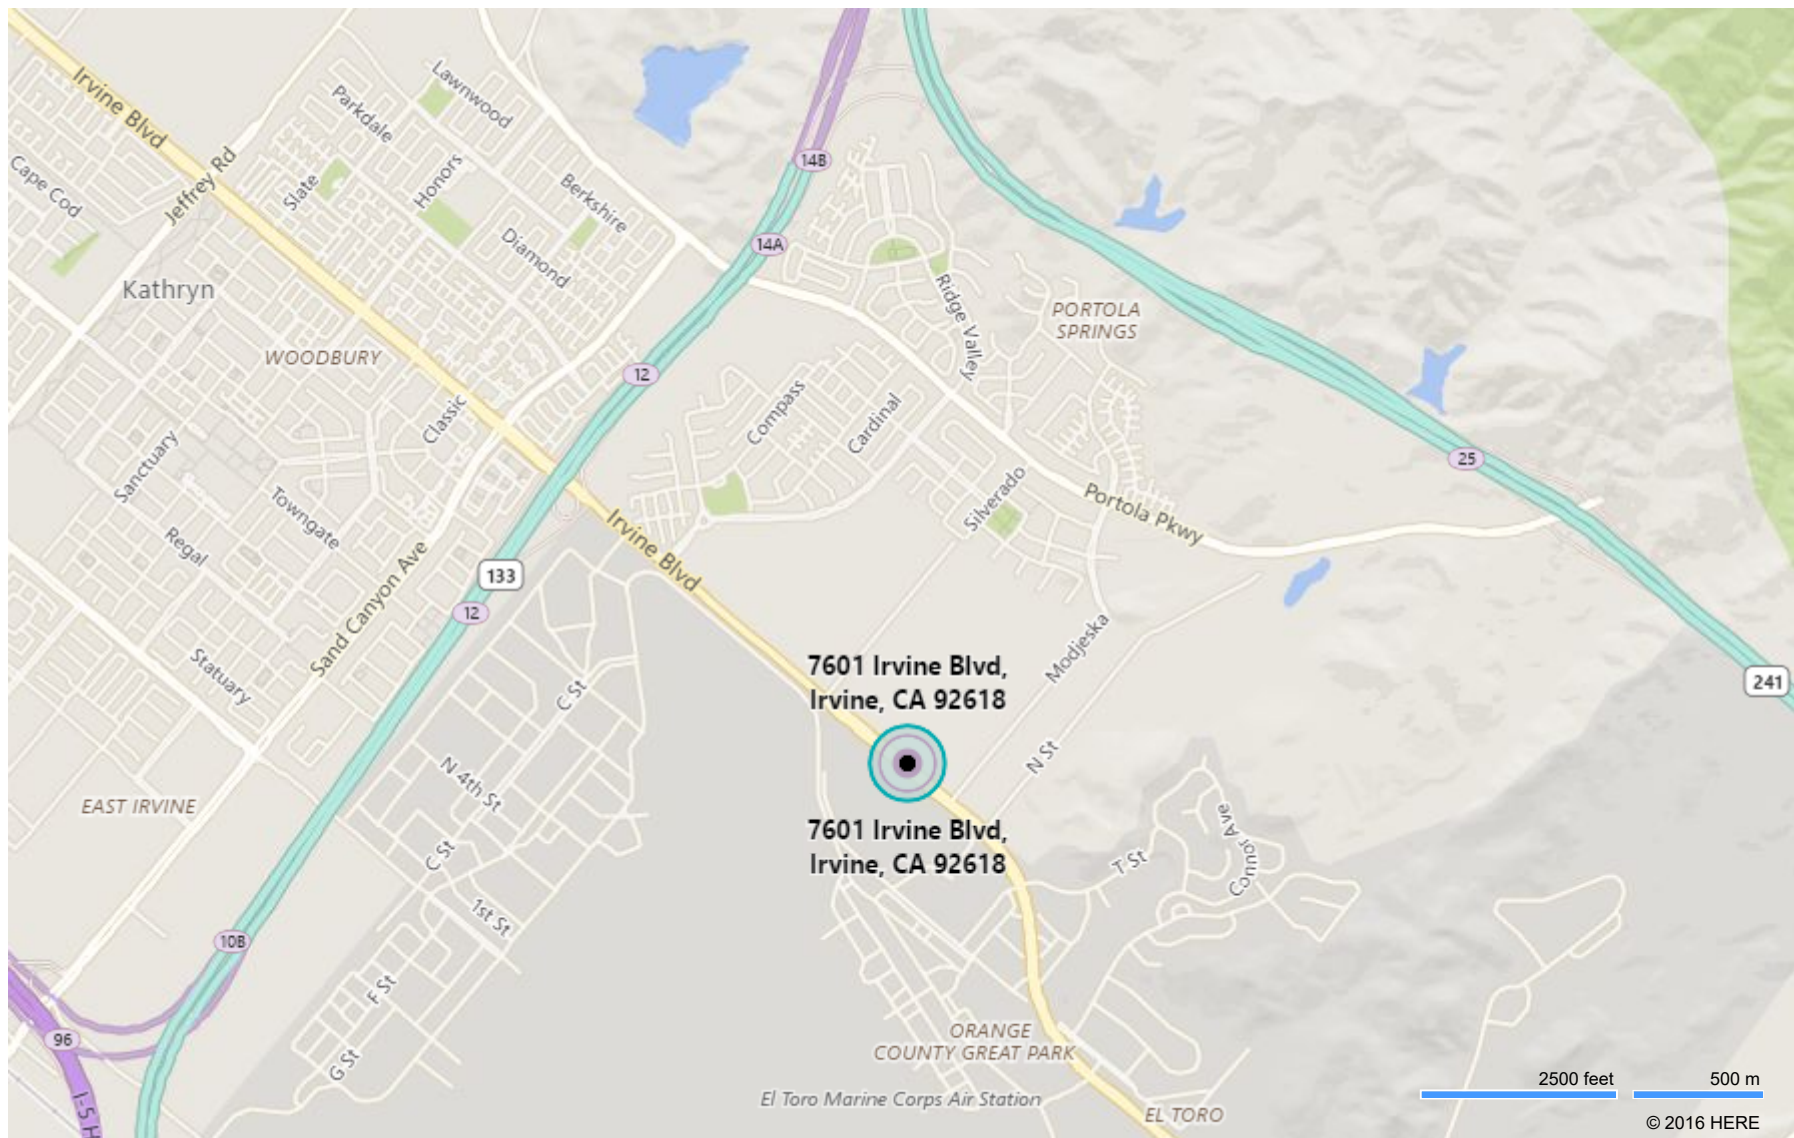 Irvine Blvd
Lawnwood
Parkdale
Jeffrey Rd
Cape Cod
Slate
Honors
Berkshire
14B
Diamond
14A
Kathryn
Ridge Valley
PORTOLA
SPRINGS
WOODBURY
12
Compass
Cardinal
Classic
Sanctuary
25
Towngate
Silverado
Portola Pkwy
Regal
Irvine Blvd
Sand Canyon Ave
133
12
Modjeska
Statuary
C St
7601 Irvine Blvd,
Irvine, CA 92618
241
N 4th St
N St
EAST IRVINE
7601 Irvine Blvd,
Irvine, CA 92618
C St
T St
Connor Ave
1st St
10B
F St
96
ORANGE
COUNTY GREAT PARK
G St
I-5 H
El Toro Marine Corps Air Station
EL TORO
2500 feet
500 m
© 2016 HERE